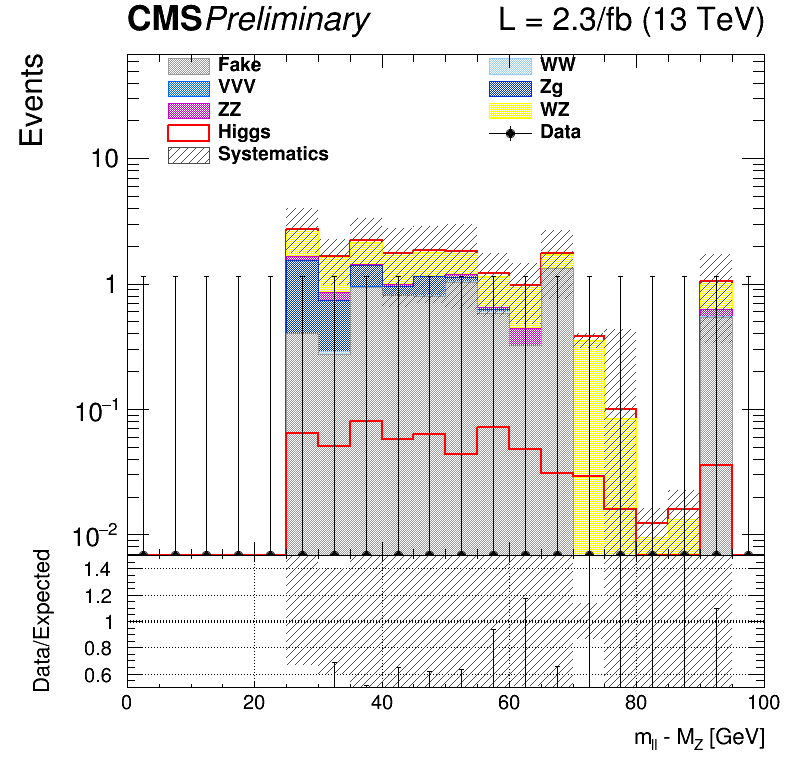 CMS Preliminary L = 2.3/fb (13 TeV)
Events
Fake WW
VVV Zg
ZZ WZ
Higgs Data
Systematics
10
1
10⁻¹
10⁻²
Data/Expected
1.4
1.2
1
0.8
0.6
0 20 40 60 80 100
m_ll - M_Z [GeV]